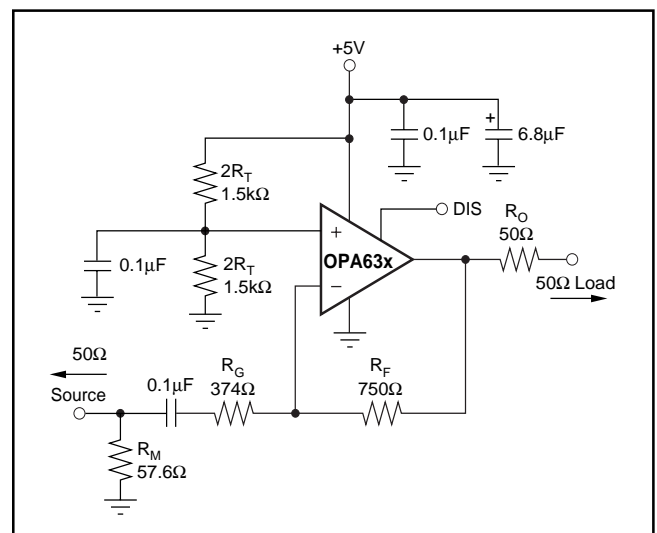 +5V
0.1µF
6.8µF
+
2R_T
1.5kΩ
DIS
R_O
50Ω
+
OPA63x
−
0.1µF
2R_T
1.5kΩ
50Ω Load
50Ω
Source
0.1µF
R_G
374Ω
R_F
750Ω
R_M
57.6Ω